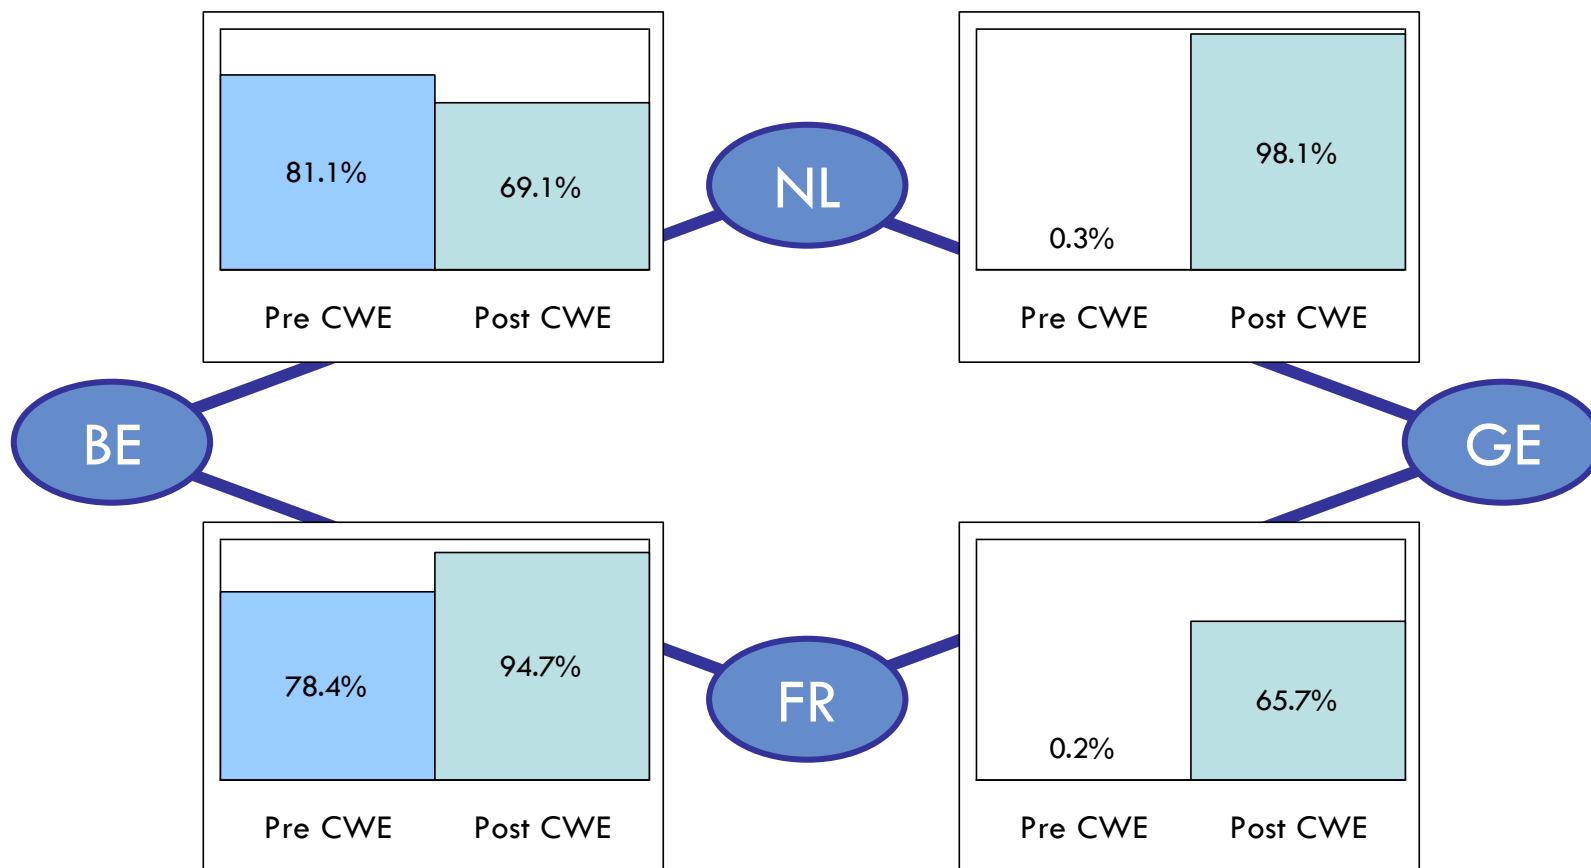 81.1%
69.1%
Pre CWE Post CWE
NL
98.1%
0.3%
Pre CWE Post CWE
BE
GE
78.4%
94.7%
Pre CWE Post CWE
FR
65.7%
0.2%
Pre CWE Post CWE